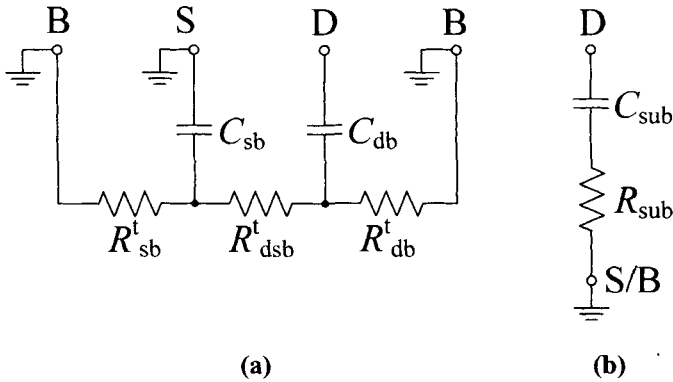 B S D B D
C_sb C_db C_sub
R^t_sb R^t_dsb R^t_db R_sub
S/B
(a) (b)